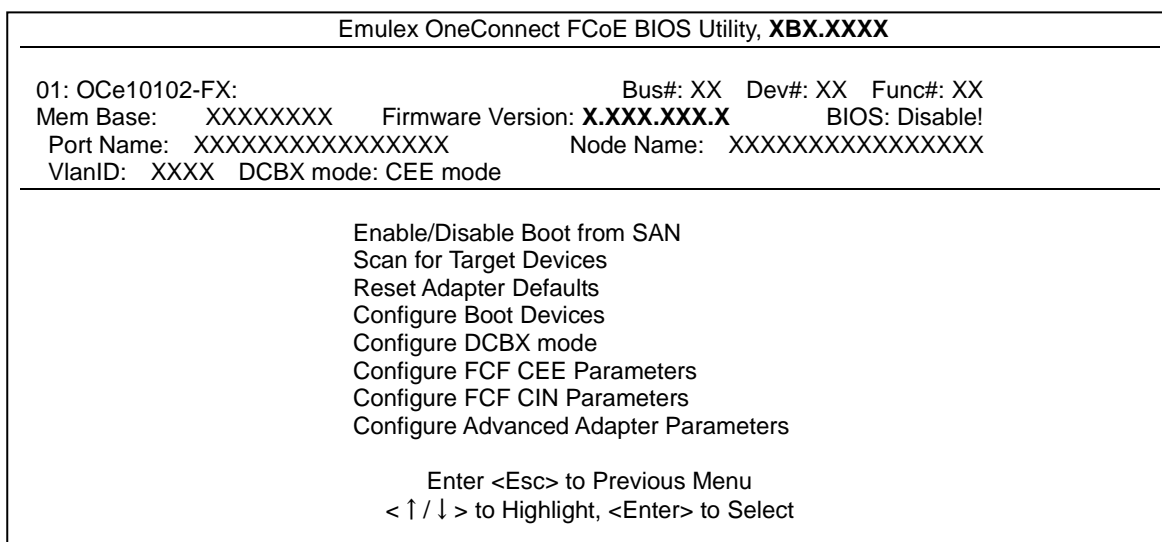 Emulex OneConnect FCoE BIOS Utility, XBX.XXXX
01: OCe10102-FX: Bus#: XX Dev#: XX Func#: XX
Mem Base: XXXXXXXX Firmware Version: X.XXX.XXX.X BIOS: Disable!
Port Name: XXXXXXXXXXXXXXXX Node Name: XXXXXXXXXXXXXXXX
VlanID: XXXX DCBX mode: CEE mode
Enable/Disable Boot from SAN
Scan for Target Devices
Reset Adapter Defaults
Configure Boot Devices
Configure DCBX mode
Configure FCF CEE Parameters
Configure FCF CIN Parameters
Configure Advanced Adapter Parameters
Enter <Esc> to Previous Menu
<↑/↓> to Highlight, <Enter> to Select